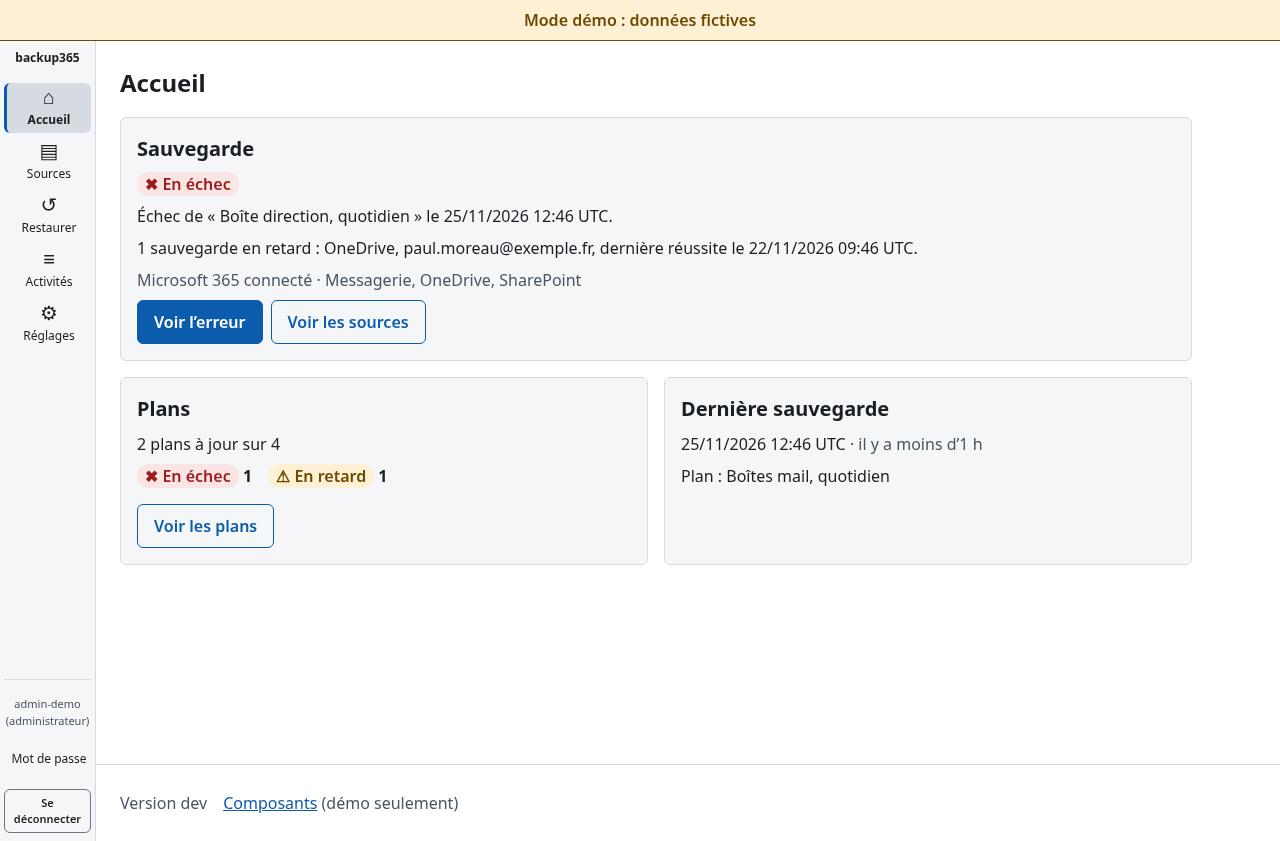 Mode démo : données fictives
backup365
Accueil
Sources
Restaurer
Activités
Réglages
admin-demo
(administrateur)
Mot de passe
Se
déconnecter
Accueil
Sauvegarde
✖ En échec
Échec de « Boîte direction, quotidien » le 25/11/2026 12:46 UTC.
1 sauvegarde en retard : OneDrive, paul.moreau@exemple.fr, dernière réussite le 22/11/2026 09:46 UTC.
Microsoft 365 connecté · Messagerie, OneDrive, SharePoint
Voir l’erreur Voir les sources
Plans
2 plans à jour sur 4
✖ En échec 1 ⚠ En retard 1
Voir les plans
Dernière sauvegarde
25/11/2026 12:46 UTC · il y a moins d’1 h
Plan : Boîtes mail, quotidien
Version dev Composants (démo seulement)